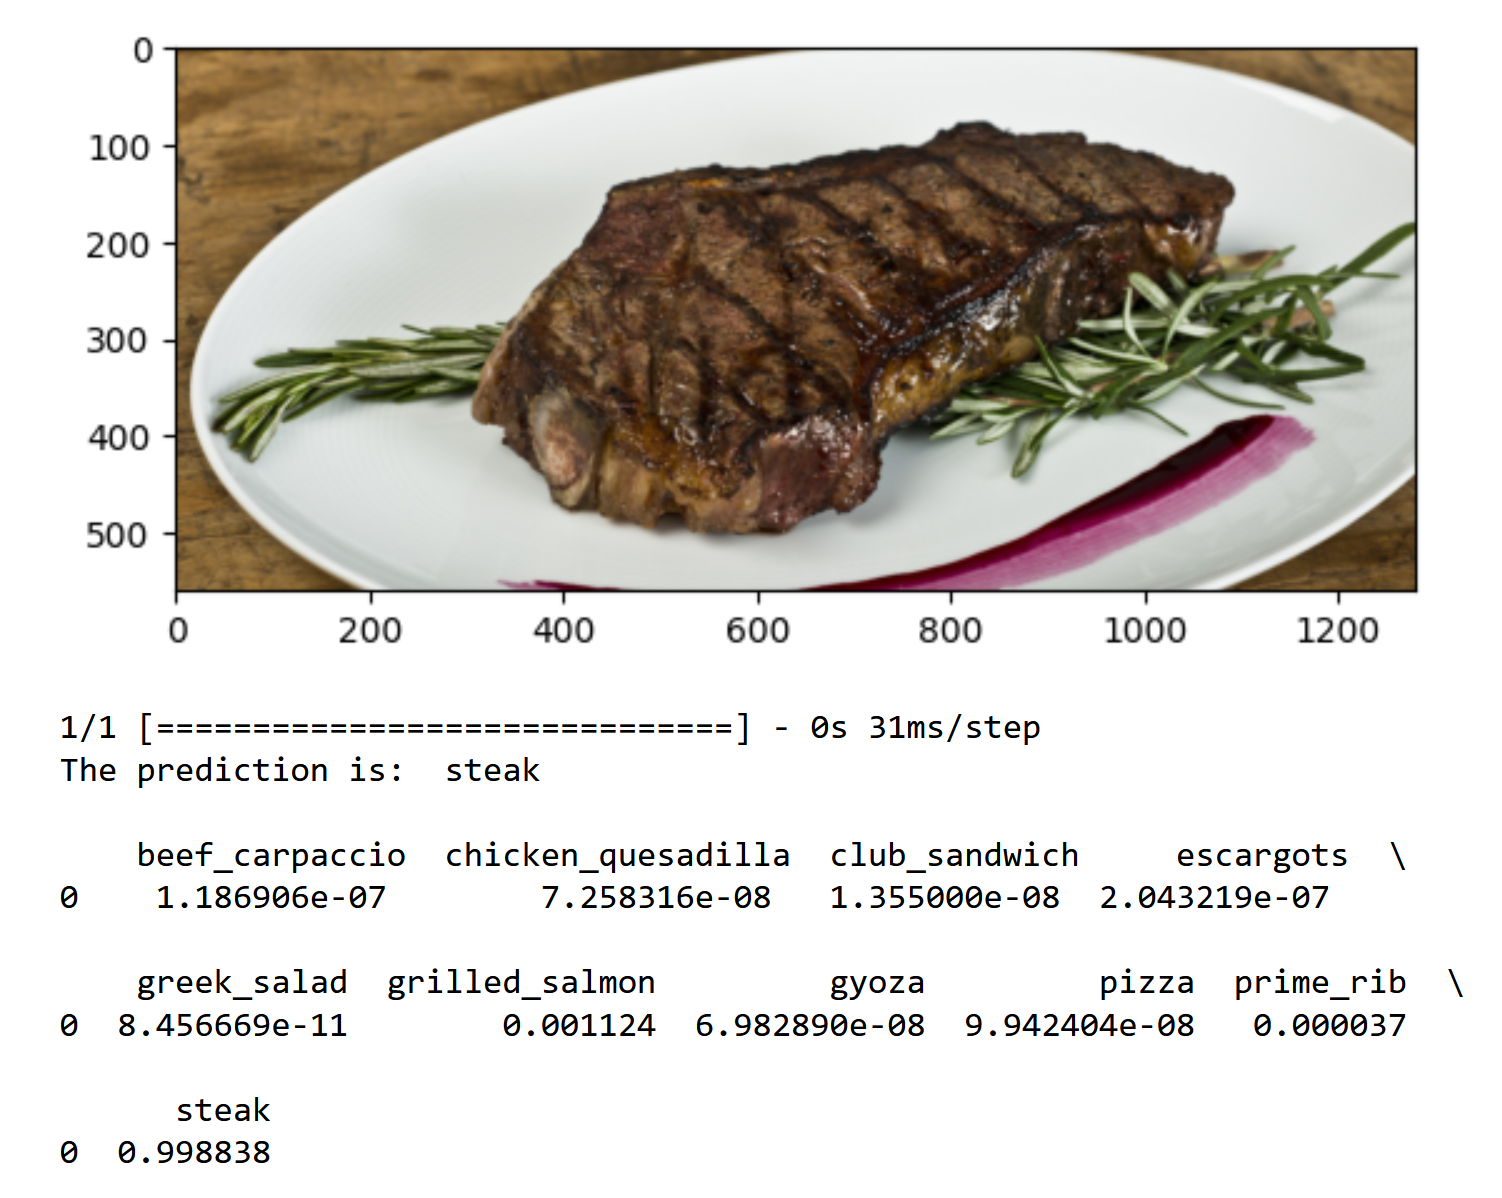 0
100
200
300
400
500
0 200 400 600 800 1000 1200
1/1 [==============================] - 0s 31ms/step
The prediction is:  steak
beef_carpaccio  chicken_quesadilla  club_sandwich     escargots  \
0    1.186906e-07        7.258316e-08   1.355000e-08  2.043219e-07
greek_salad  grilled_salmon         gyoza         pizza  prime_rib  \
0  8.456669e-11        0.001124  6.982890e-08  9.942404e-08   0.000037
steak
0  0.998838